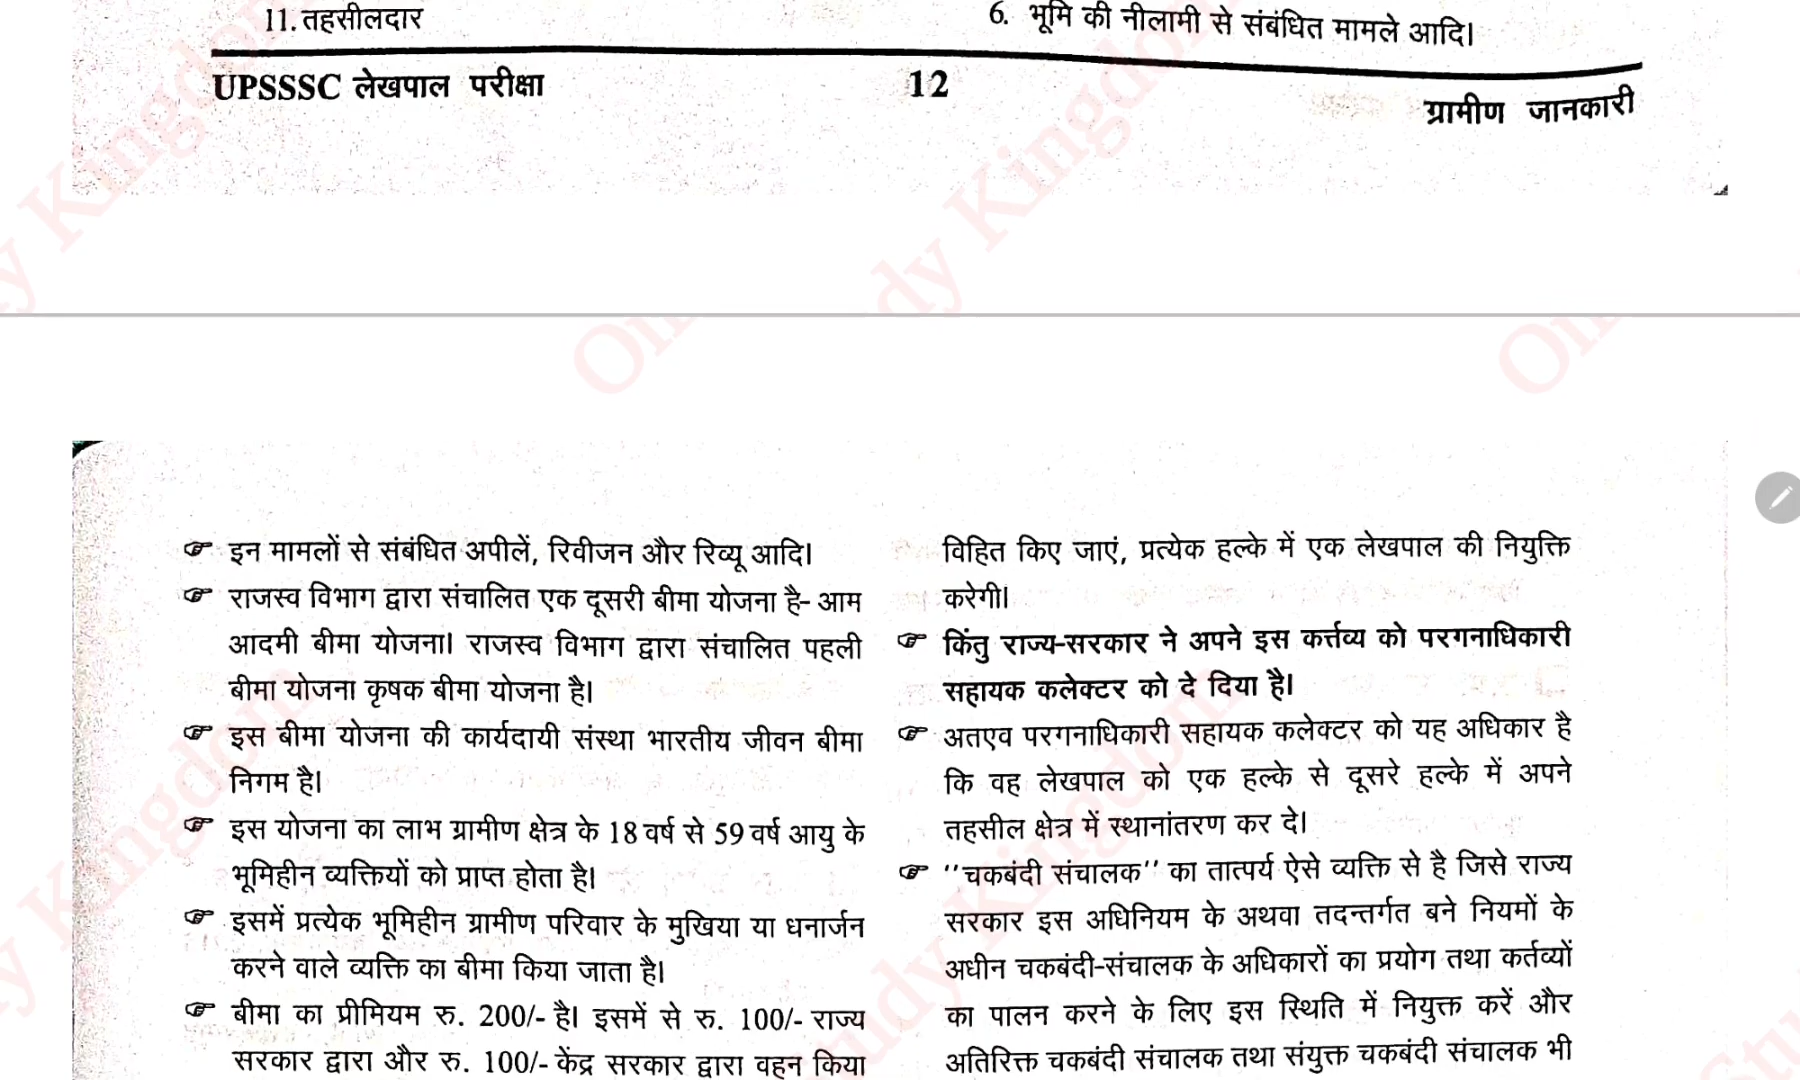 11. तहसीलदार
6. भूमि की नीलामी से संबंधित मामले आदि।
UPSSSC लेखपाल परीक्षा
12
ग्रामीण जानकारी
☞ इन मामलों से संबंधित अपीलें, रिवीजन और रिव्यू आदि।
☞ राजस्व विभाग द्वारा संचालित एक दूसरी बीमा योजना है- आम
आदमी बीमा योजना। राजस्व विभाग द्वारा संचालित पहली
बीमा योजना कृषक बीमा योजना है।
☞ इस बीमा योजना की कार्यदायी संस्था भारतीय जीवन बीमा
निगम है।
☞ इस योजना का लाभ ग्रामीण क्षेत्र के 18 वर्ष से 59 वर्ष आयु के
भूमिहीन व्यक्तियों को प्राप्त होता है।
☞ इसमें प्रत्येक भूमिहीन ग्रामीण परिवार के मुखिया या धनार्जन
करने वाले व्यक्ति का बीमा किया जाता है।
☞ बीमा का प्रीमियम रु. 200/- है। इसमें से रु. 100/- राज्य
सरकार द्वारा और रु. 100/- केंद्र सरकार द्वारा वहन किया
विहित किए जाएं, प्रत्येक हल्के में एक लेखपाल की नियुक्ति
करेगी।
☞ किंतु राज्य-सरकार ने अपने इस कर्त्तव्य को परगनाधिकारी
सहायक कलेक्टर को दे दिया है।
☞ अतएव परगनाधिकारी सहायक कलेक्टर को यह अधिकार है
कि वह लेखपाल को एक हल्के से दूसरे हल्के में अपने
तहसील क्षेत्र में स्थानांतरण कर दे।
☞ ''चकबंदी संचालक'' का तात्पर्य ऐसे व्यक्ति से है जिसे राज्य
सरकार इस अधिनियम के अथवा तदन्तर्गत बने नियमों के
अधीन चकबंदी-संचालक के अधिकारों का प्रयोग तथा कर्तव्यों
का पालन करने के लिए इस स्थिति में नियुक्त करें और
अतिरिक्त चकबंदी संचालक तथा संयुक्त चकबंदी संचालक भी